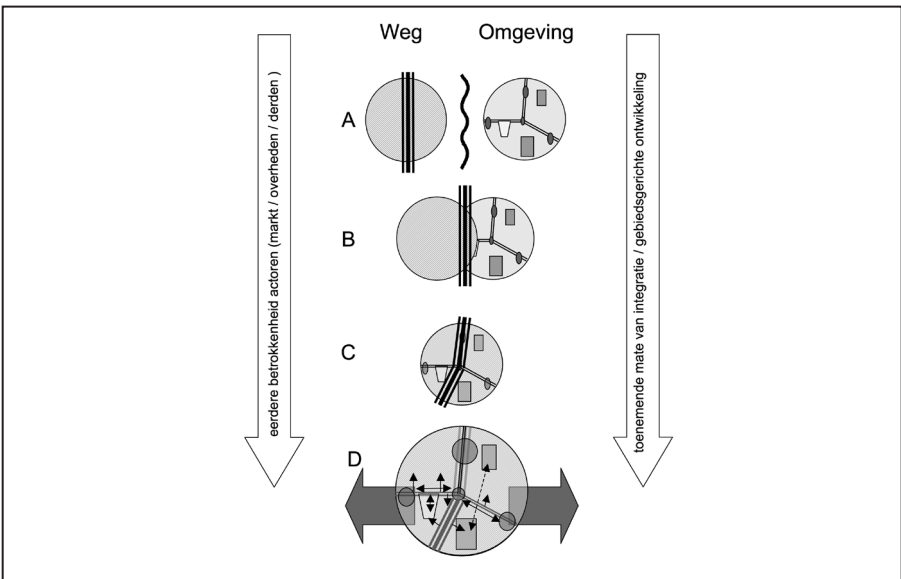 Weg Omgeving
eerdere betrokkenheid actoren (markt / overheden / derden )
toenemende mate van integratie / gebiedsgerichte ontwikkeling
A
B
C
D